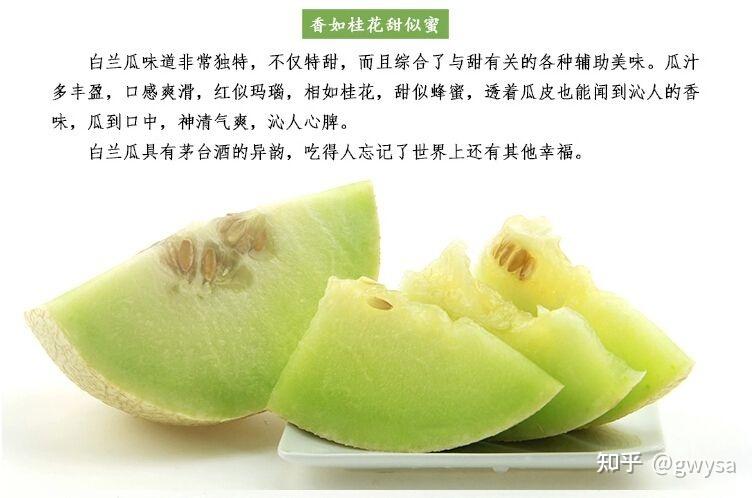 香如桂花甜似蜜
白兰瓜味道非常独特，不仅特甜，而且综合了与甜有关的各种辅助美味。瓜汁
多丰盈，口感爽滑，红似玛瑙，相如桂花，甜似蜂蜜，透着瓜皮也能闻到沁人的香
味，瓜到口中，神清气爽，沁人心脾。
白兰瓜具有茅台酒的异韵，吃得人忘记了世界上还有其他幸福。
知乎 @gwysa